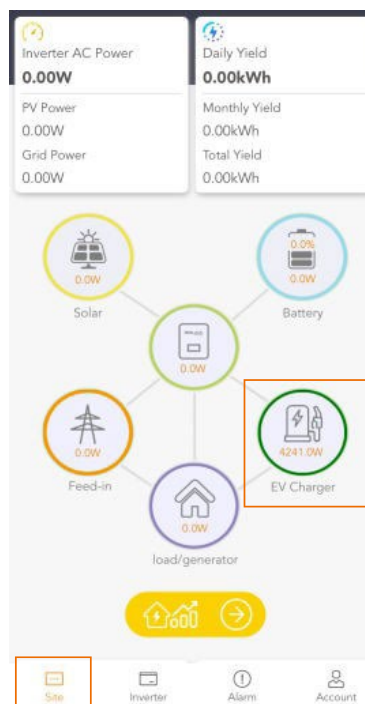 Inverter AC Power
0.00W
PV Power
0.00W
Grid Power
0.00W
Daily Yield
0.00kWh
Monthly Yield
0.00kWh
Total Yield
0.00kWh
0.0W
Solar
0.0%
0.0W
Battery
0.0W
0.0W
Feed-in
4241.0W
EV Charger
0.0W
load/generator
Site
Inverter
Alarm
Account